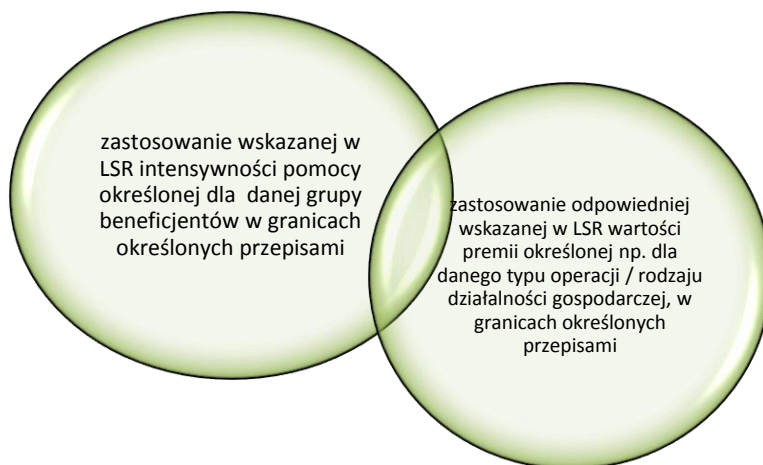 zastosowanie wskazanej w
LSR intensywności pomocy
określonej dla danej grupy
beneficjentów w granicach
określonych przepisami
zastosowanie odpowiedniej
wskazanej w LSR wartości
premii określonej np. dla
danego typu operacji / rodzaju
działalności gospodarczej, w
granicach określonych
przepisami